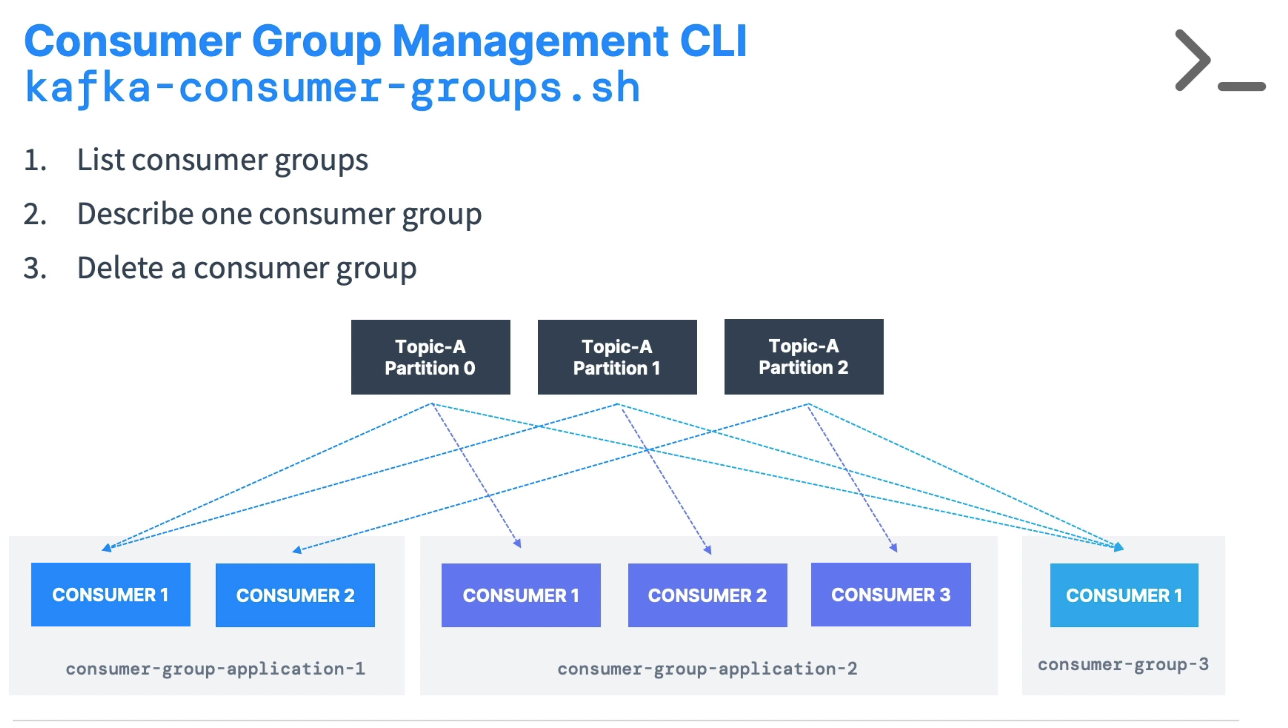 Consumer Group Management CLI
kafka-consumer-groups.sh
1. List consumer groups
2. Describe one consumer group
3. Delete a consumer group
Topic-A
Partition 0
Topic-A
Partition 1
Topic-A
Partition 2
CONSUMER 1
CONSUMER 2
consumer-group-application-1
CONSUMER 1
CONSUMER 2
CONSUMER 3
consumer-group-application-2
CONSUMER 1
consumer-group-3